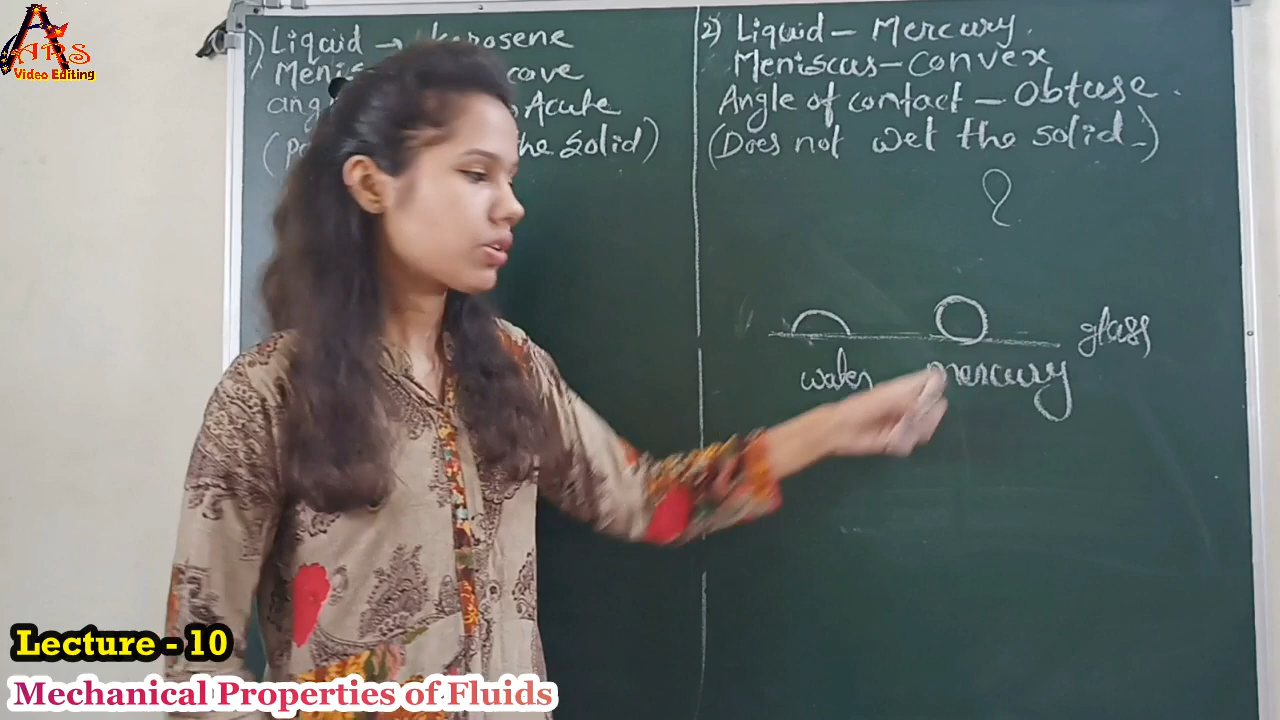 ARS
Video Editing
1) Liquid → Kerosene
Menis cave
ang Acute
( the solid)
2) Liquid - Mercury.
Meniscus - Convex
Angle of contact - Obtuse.
(Does not wet the solid.)
glass
water mercury
Lecture - 10
Mechanical Properties of Fluids